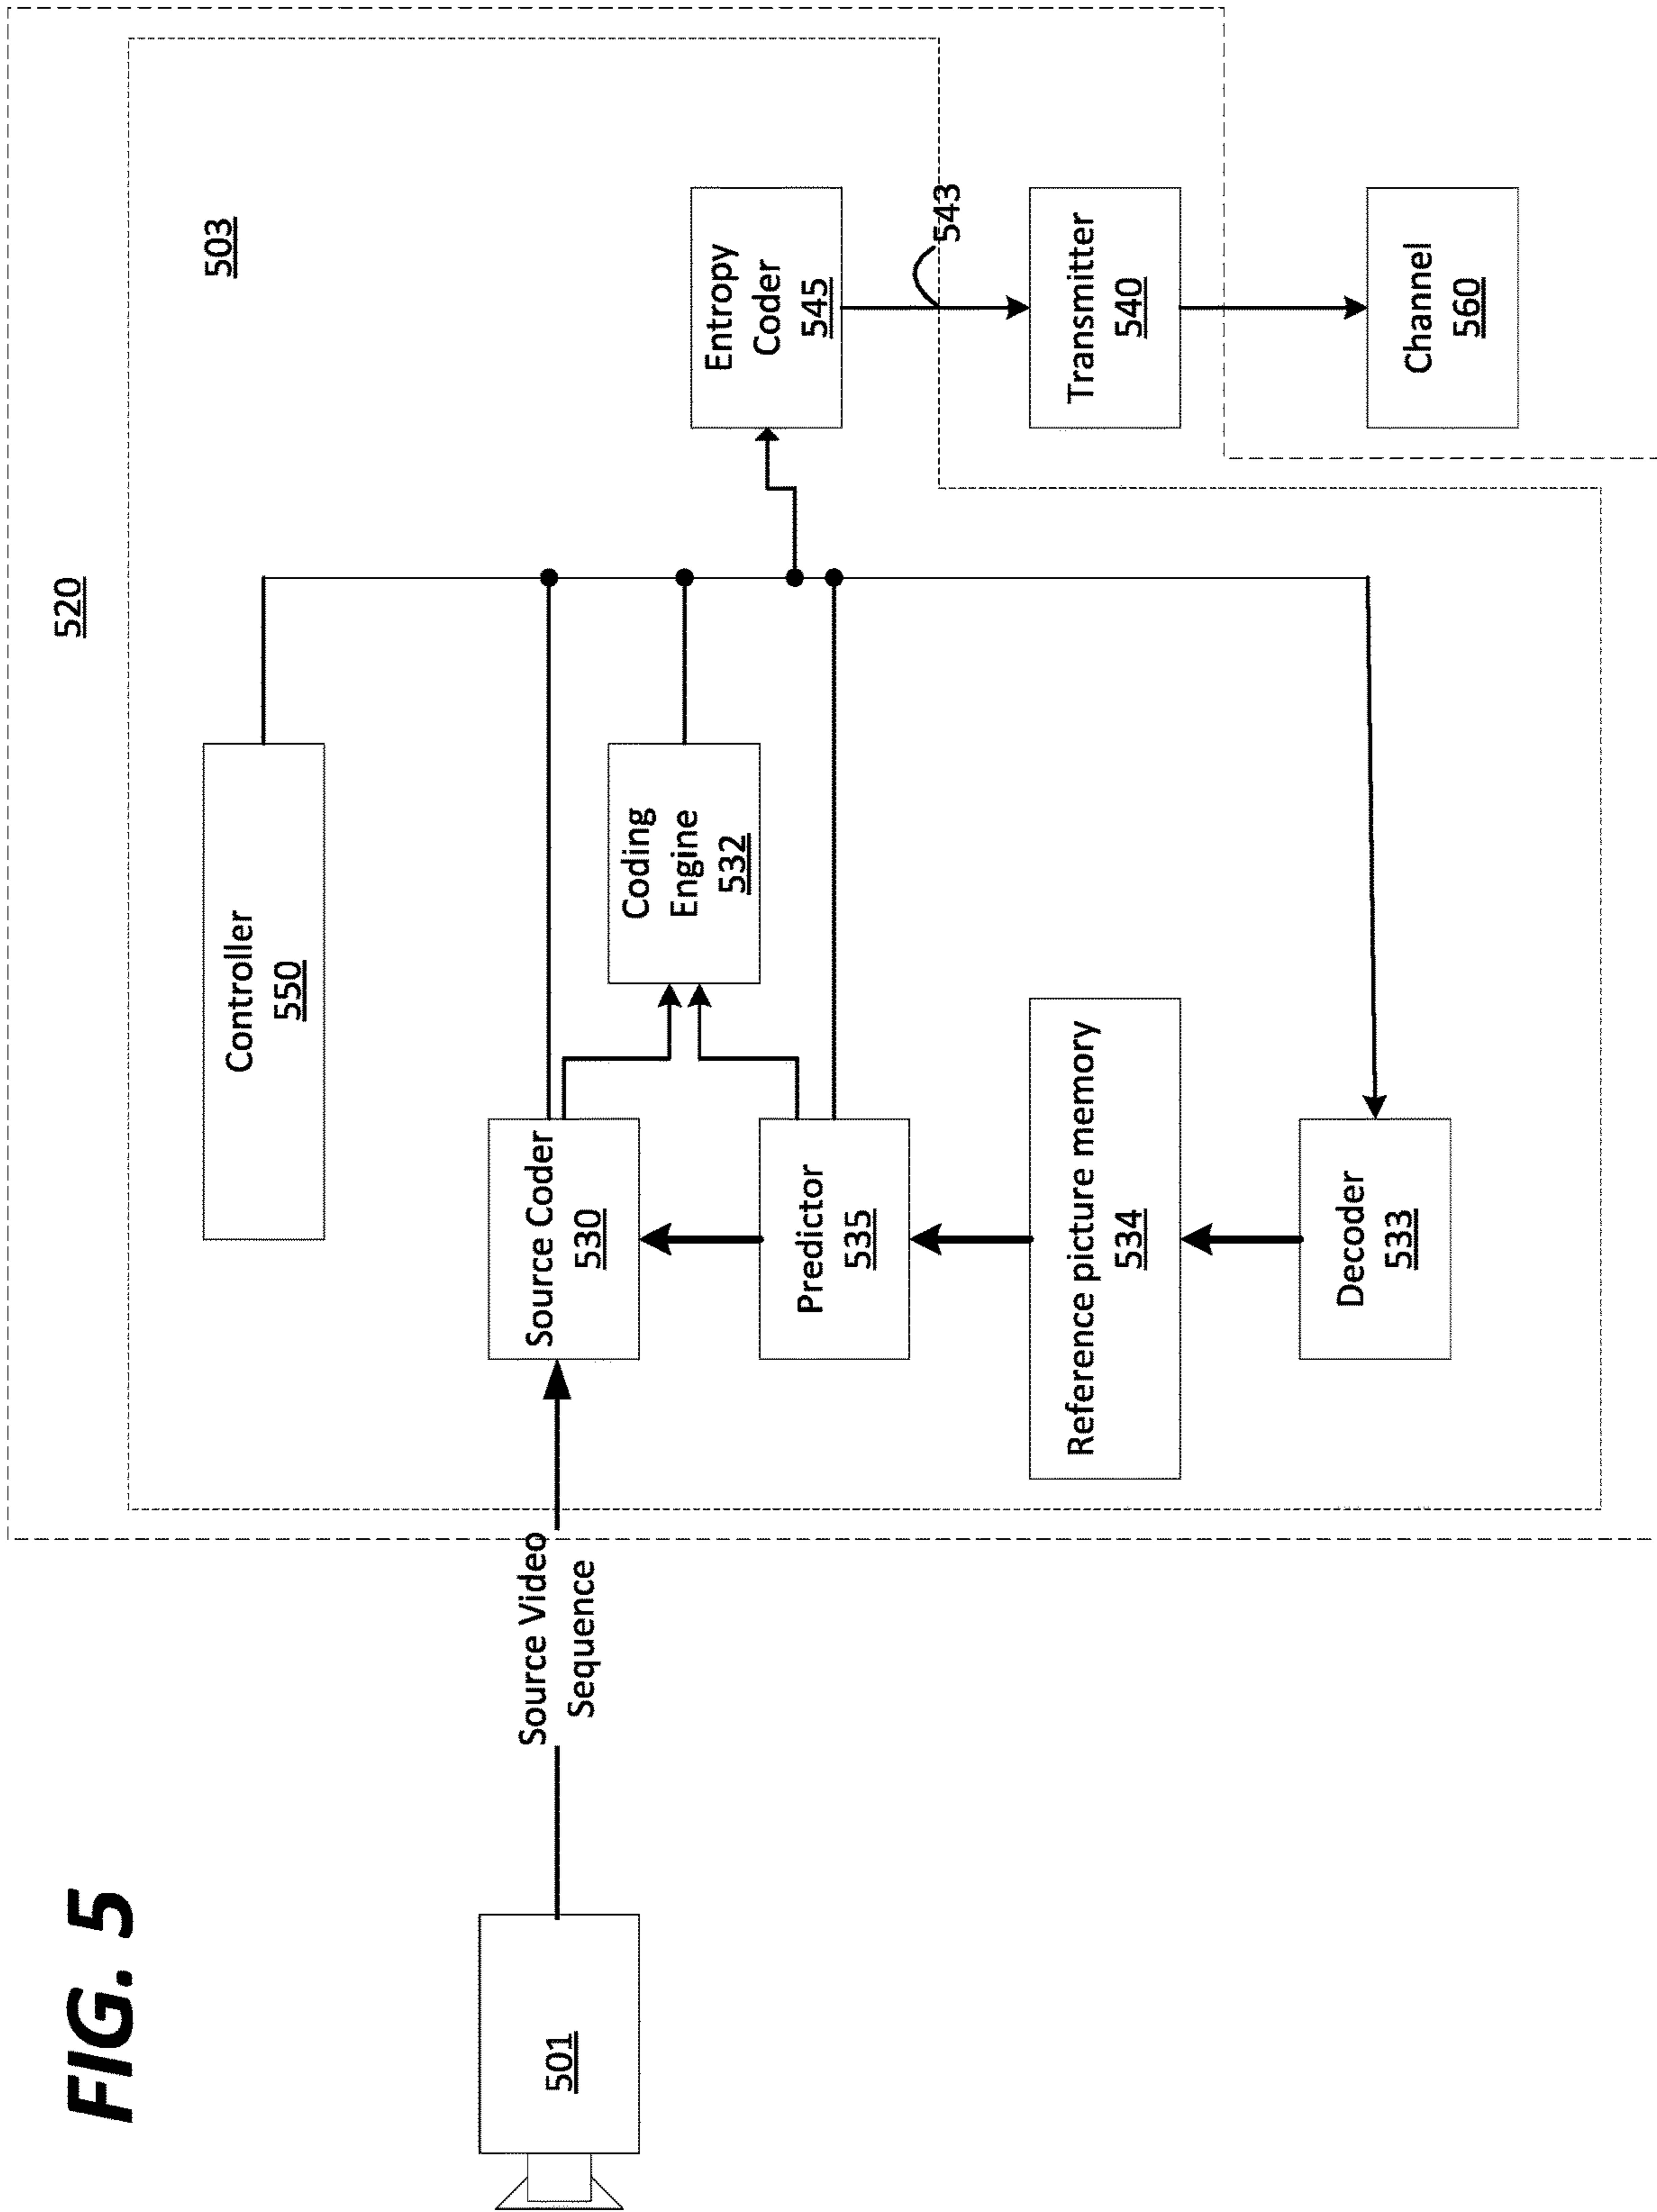 FIG. 5
520
503
Controller
550
501
Source Video
Sequence
Source Coder
530
Coding
Engine
532
Entropy
Coder
545
Predictor
535
543
Reference picture memory
534
Transmitter
540
Decoder
533
Channel
560